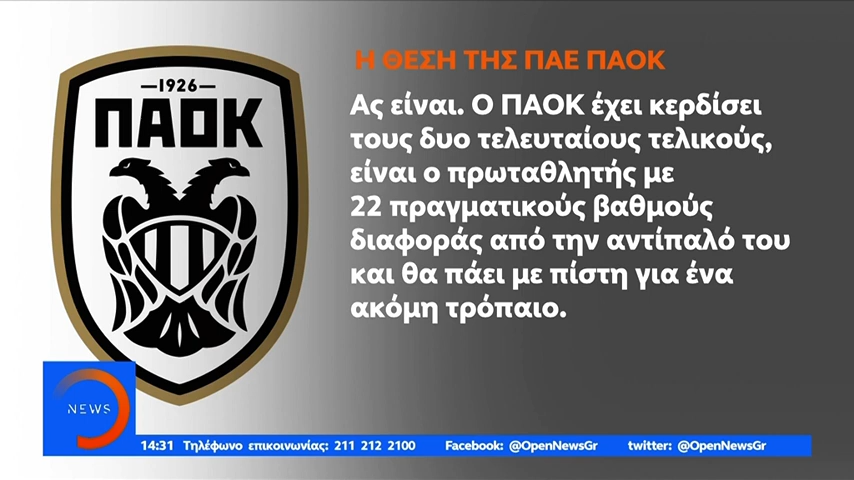 Η ΘΕΣΗ ΤΗΣ ΠΑΕ ΠΑΟΚ
1926
ΠΑΟΚ
Ας είναι. Ο ΠΑΟΚ έχει κερδίσει
τους δυο τελευταίους τελικούς,
είναι ο πρωταθλητής με
22 πραγματικούς βαθμούς
διαφοράς από την αντίπαλό του
και θα πάει με πίστη για ένα
ακόμη τρόπαιο.
NEWS
14:31 Τηλέφωνο επικοινωνίας: 211 212 2100 Facebook: @OpenNewsGr twitter: @OpenNewsGr